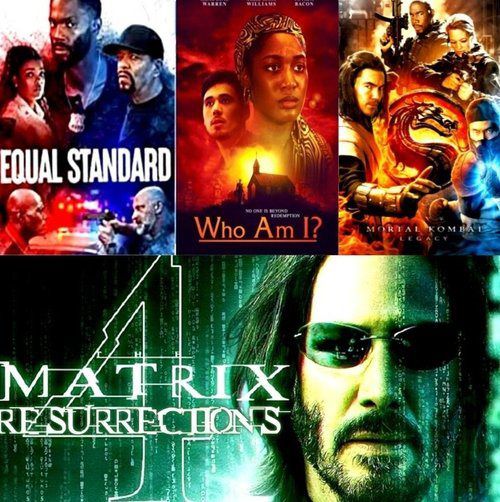 EQUAL STANDARD
WARREN WILLIAMS BACON
NO ONE IS BEYOND
REDEMPTION
Who Am I?
MORTAL KOMBAT
LEGACY
4
MATRIX
RESURRECTIONS